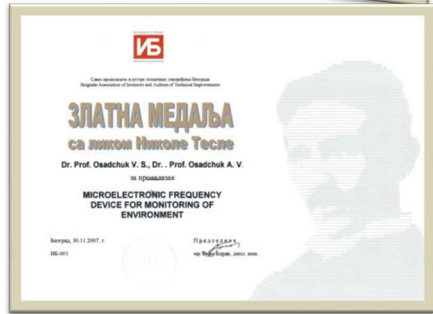 ИБ
Савез проналазача и аутора техничких унапређења Београда
Belgrade Association of Inventors and Authors of Technical Improvements
ЗЛАТНА МЕДАЉА
са ликом Николе Тесле
Dr. Prof. Osadchuk V. S., Dr. . Prof. Osadchuk A. V.
за проналазак
MICROELECTRONIC FREQUENCY
DEVICE FOR MONITORING OF
ENVIRONMENT
Београд, 30.11.2007. г.
Председник
ИБ-001